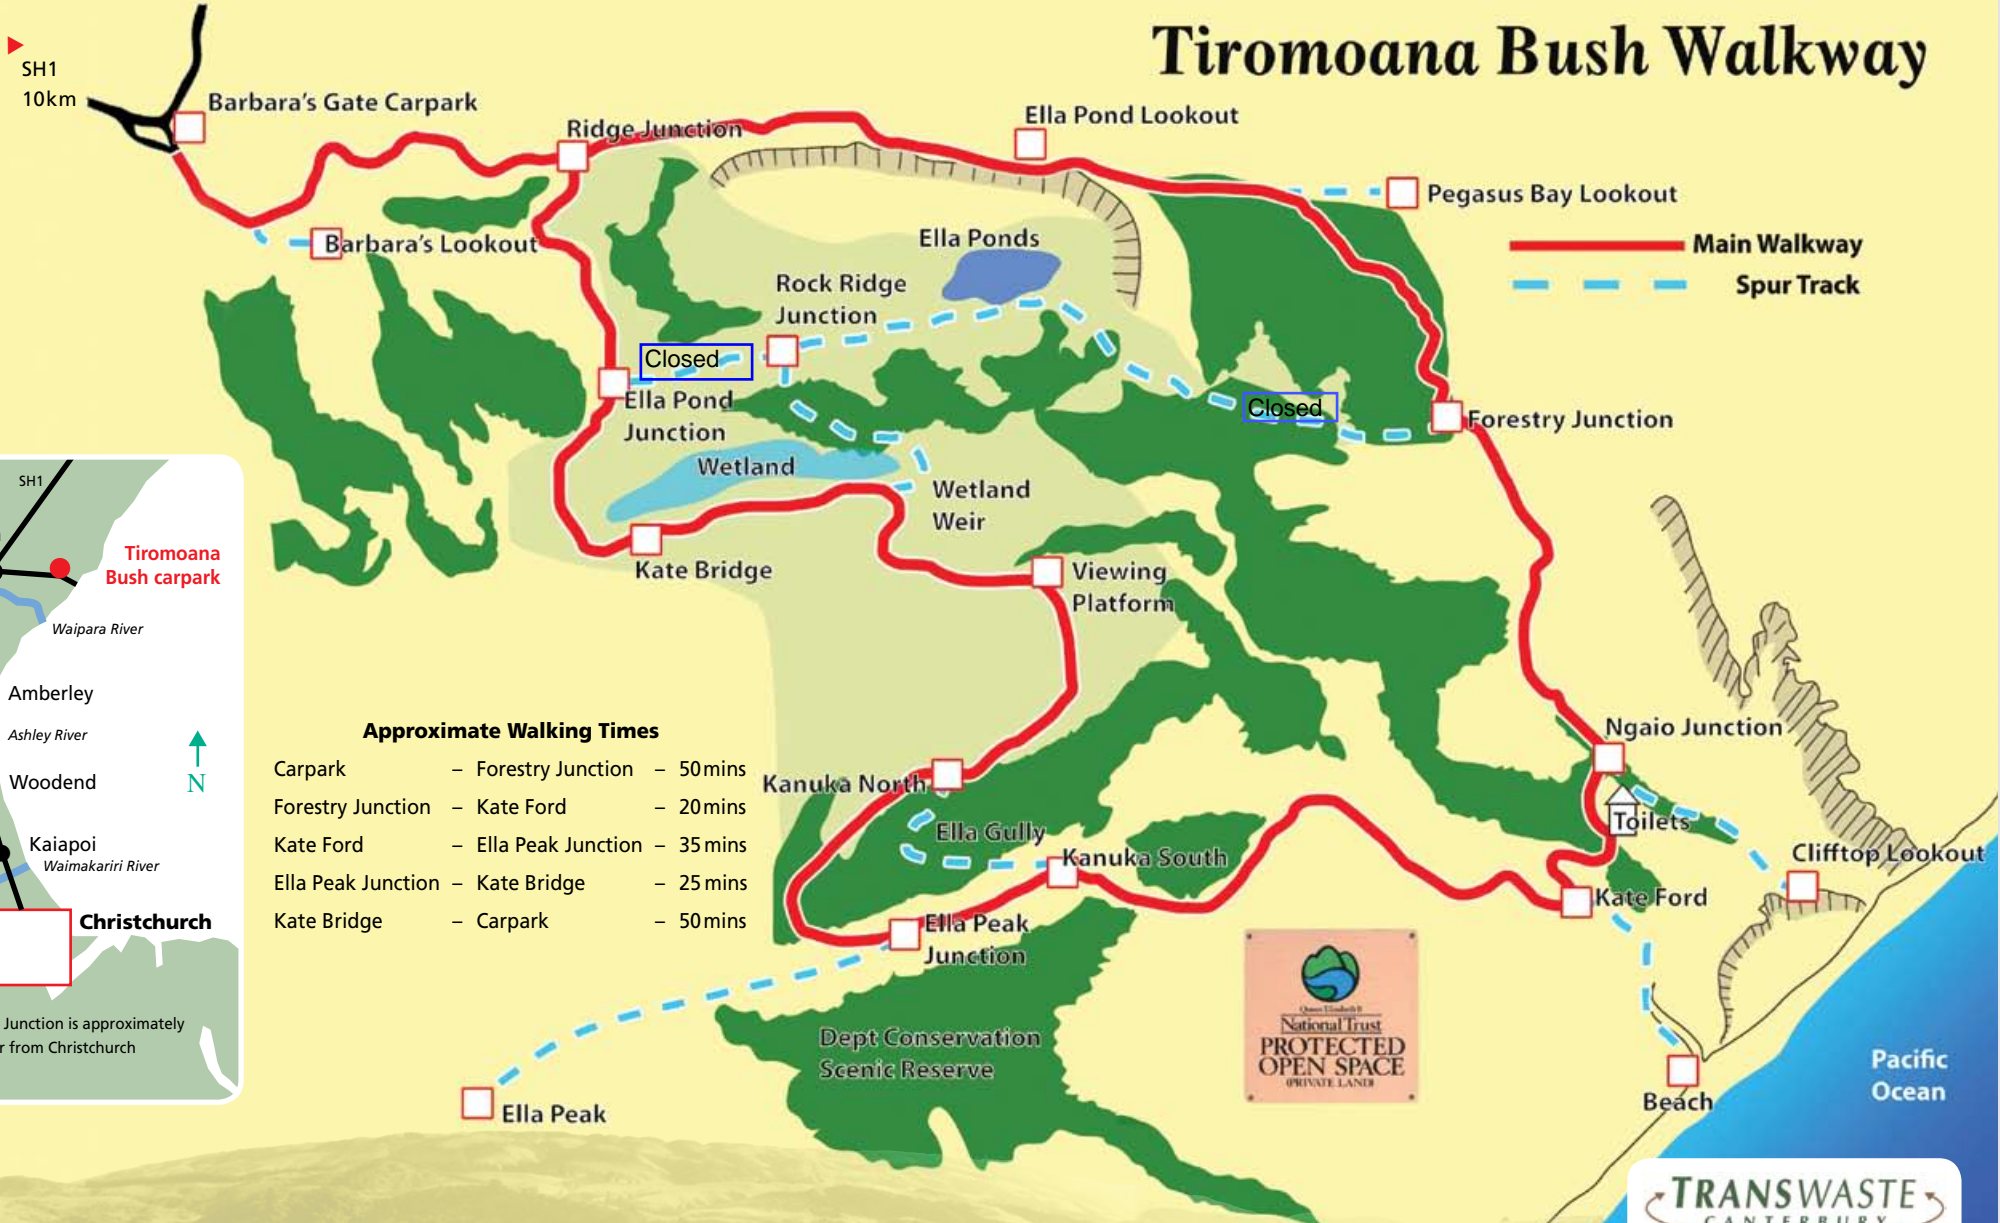 Tiromoana Bush Walkway
SH1
10km
Barbara's Gate Carpark
Ridge Junction
Ella Pond Lookout
Pegasus Bay Lookout
Barbara's Lookout
Main Walkway
Spur Track
Ella Ponds
Rock Ridge
Junction
Closed
Ella Pond
Junction
Closed
Forestry Junction
Wetland
Wetland
Weir
Kate Bridge
Viewing
Platform
SH1
Tiromoana
Bush carpark
Waipara River
Amberley
Ashley River
Woodend
N
Kaiapoi
Waimakariri River
Christchurch
Junction is approximately
from Christchurch
Approximate Walking Times
Carpark – Forestry Junction – 50mins
Forestry Junction – Kate Ford – 20mins
Kate Ford – Ella Peak Junction – 35mins
Ella Peak Junction – Kate Bridge – 25mins
Kate Bridge – Carpark – 50mins
Ngaio Junction
Kanuka North
Ella Gully
Toilets
Kanuka South
Clifftop Lookout
Kate Ford
Ella Peak
Junction
Queen Elizabeth II
National Trust
PROTECTED
OPEN SPACE
(PRIVATE LAND)
Dept Conservation
Scenic Reserve
Pacific
Ocean
Beach
Ella Peak
TRANSWASTE
CANTERBURY